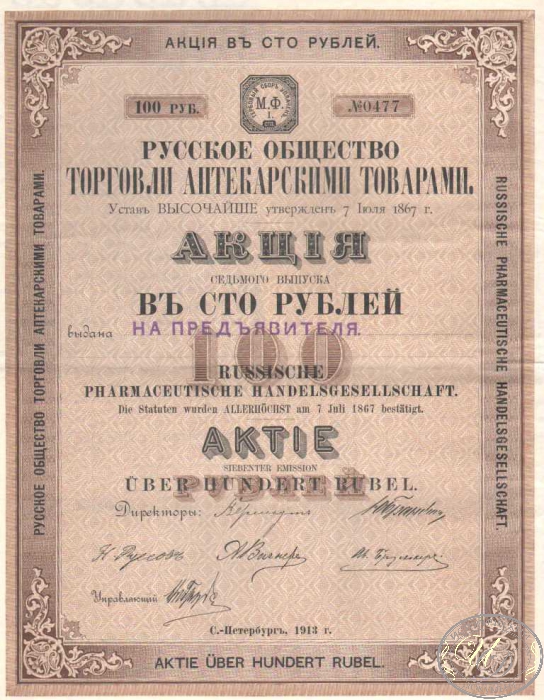 АКЦІЯ ВЪ СТО РУБЛЕЙ.
100 РУБ.
М.Ф.
I.
№0477
РУССКОЕ ОБЩЕСТВО
ТОРГОВЛИ АПТЕКАРСКИМИ ТОВАРАМИ.
Уставъ ВЫСОЧАЙШЕ утвержденъ 7 Іюля 1867 г.
АКЦІЯ
СЕДЬМОГО ВЫПУСКА
ВЪ СТО РУБЛЕЙ
выдана НА ПРЕДЪЯВИТЕЛЯ.
100
RUSSISCHE
PHARMACEUTISCHE HANDELSGESELLSCHAFT.
Die Statuten wurden ALLERHÖCHST am 7 Juli 1867 bestätigt.
AKTIE
SIEBENTER EMISSION
ÜBER HUNDERT RUBEL.
РУБЛЕЙ
Директоры:
Управляющій
С.-Петербургъ, 1913 г.
AKTIE ÜBER HUNDERT RUBEL.
РУССКОЕ ОБЩЕСТВО ТОРГОВЛИ АПТЕКАРСКИМИ ТОВАРАМИ.
RUSSISCHE PHARMACEUTISCHE HANDELSGESELLSCHAFT.